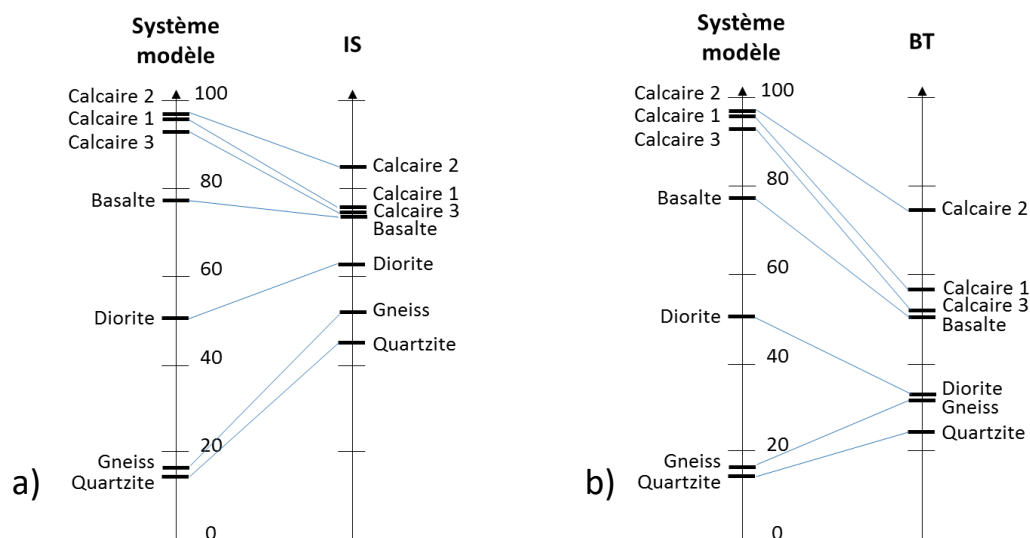 Système
modèle
IS
100
Calcaire 2
Calcaire 1
Calcaire 3
Calcaire 2
80
Calcaire 1
Basalte
Calcaire 3
Basalte
60
Diorite
Gneiss
Diorite
Quartzite
40
20
Gneiss
Quartzite
0
a)
Système
modèle
BT
100
Calcaire 2
Calcaire 1
Calcaire 3
80
Basalte
Calcaire 2
60
Calcaire 1
Calcaire 3
Diorite
Basalte
40
Diorite
Gneiss
Quartzite
20
Gneiss
Quartzite
0
b)